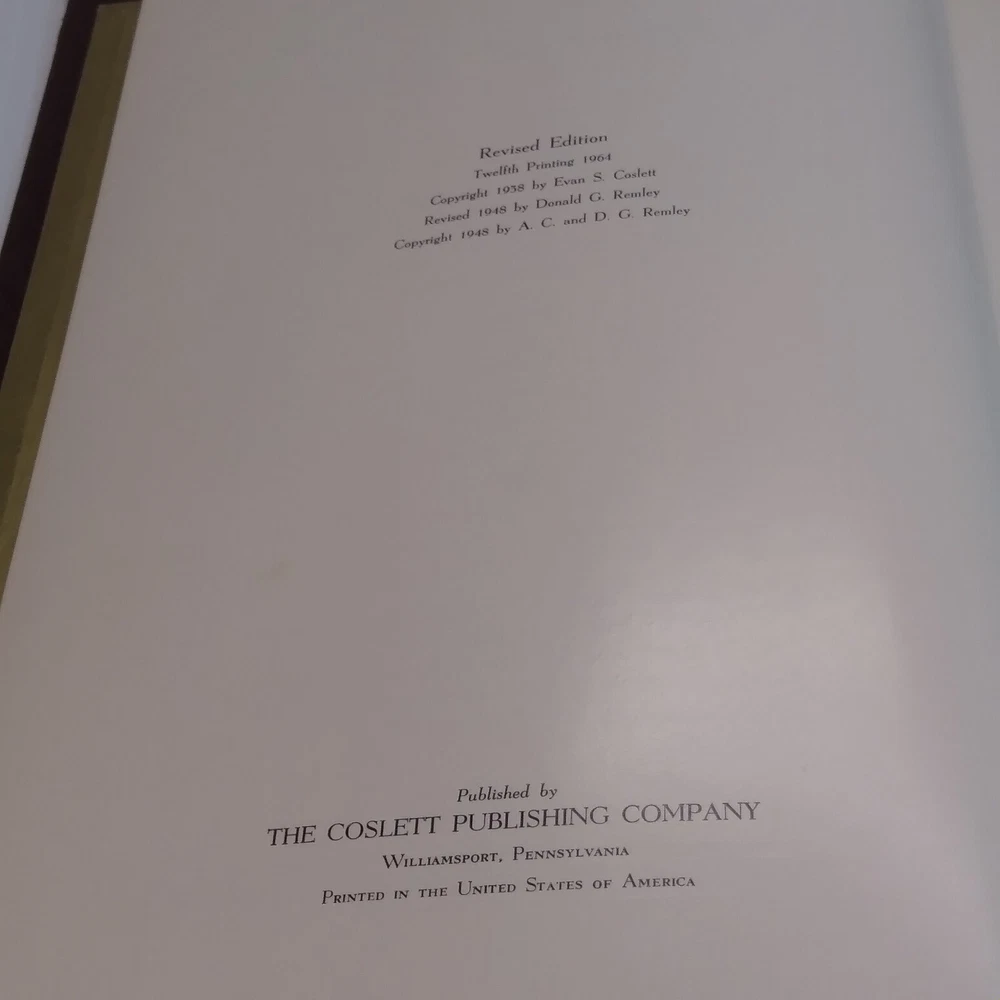 Revised Edition
Twelfth Printing 1964
Copyright 1938 by Evan S. Coslett
Revised 1948 by Donald G. Remley
Copyright 1948 by A. C. and D. G. Remley
Published by
THE COSLETT PUBLISHING COMPANY
WILLIAMSPORT, PENNSYLVANIA
PRINTED IN THE UNITED STATES OF AMERICA